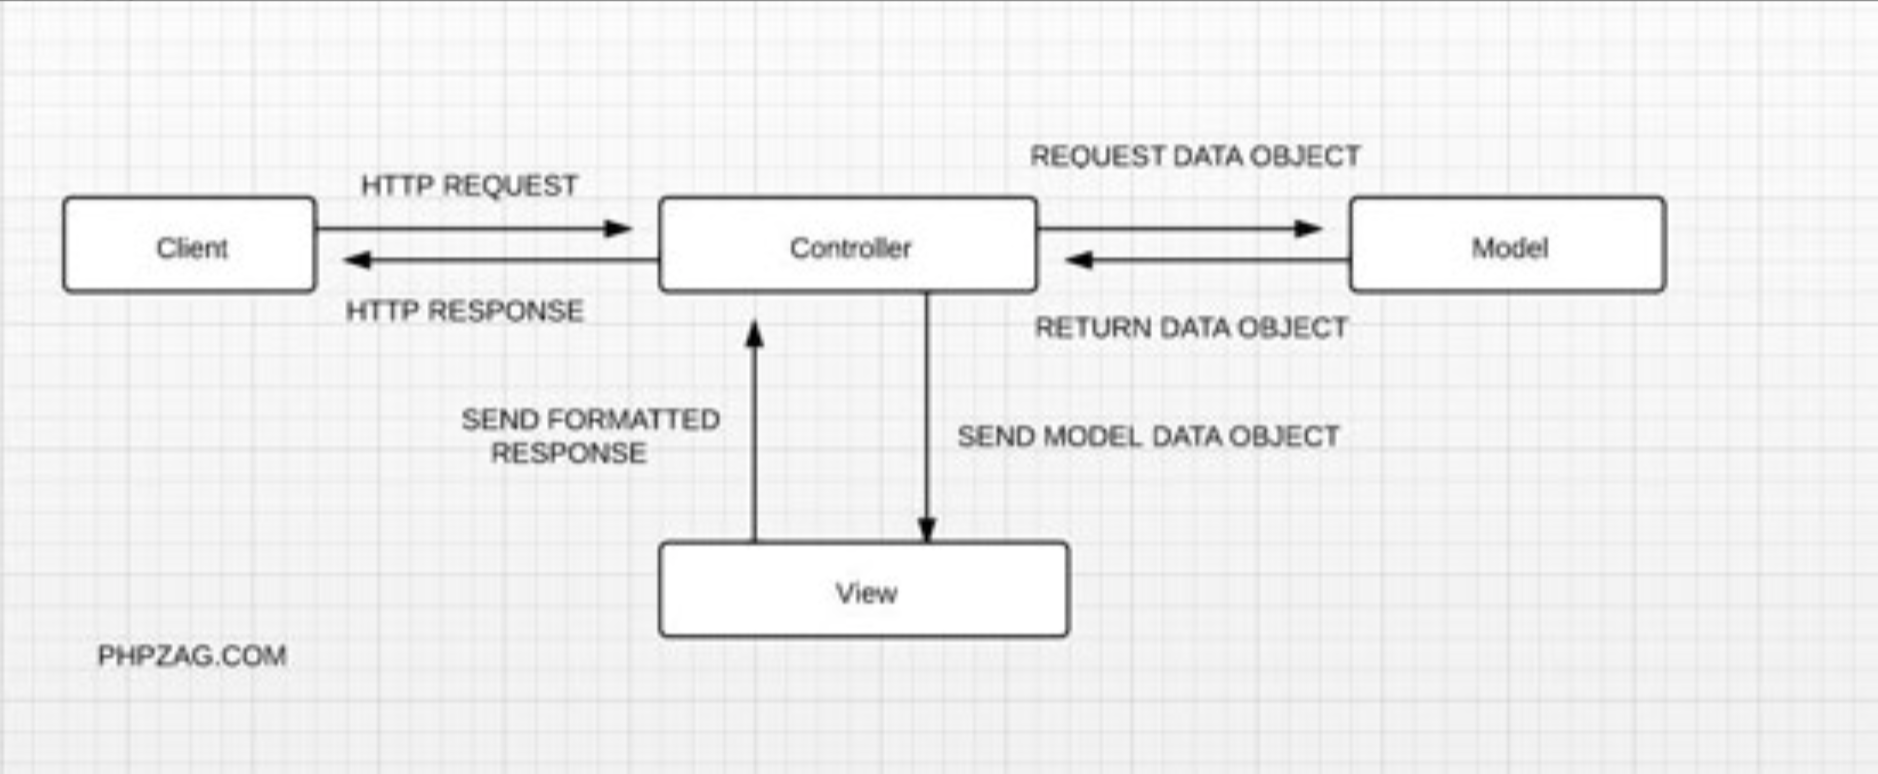 REQUEST DATA OBJECT
HTTP REQUEST
Client
Controller
Model
HTTP RESPONSE
RETURN DATA OBJECT
SEND FORMATTED
RESPONSE
SEND MODEL DATA OBJECT
View
PHPZAG.COM